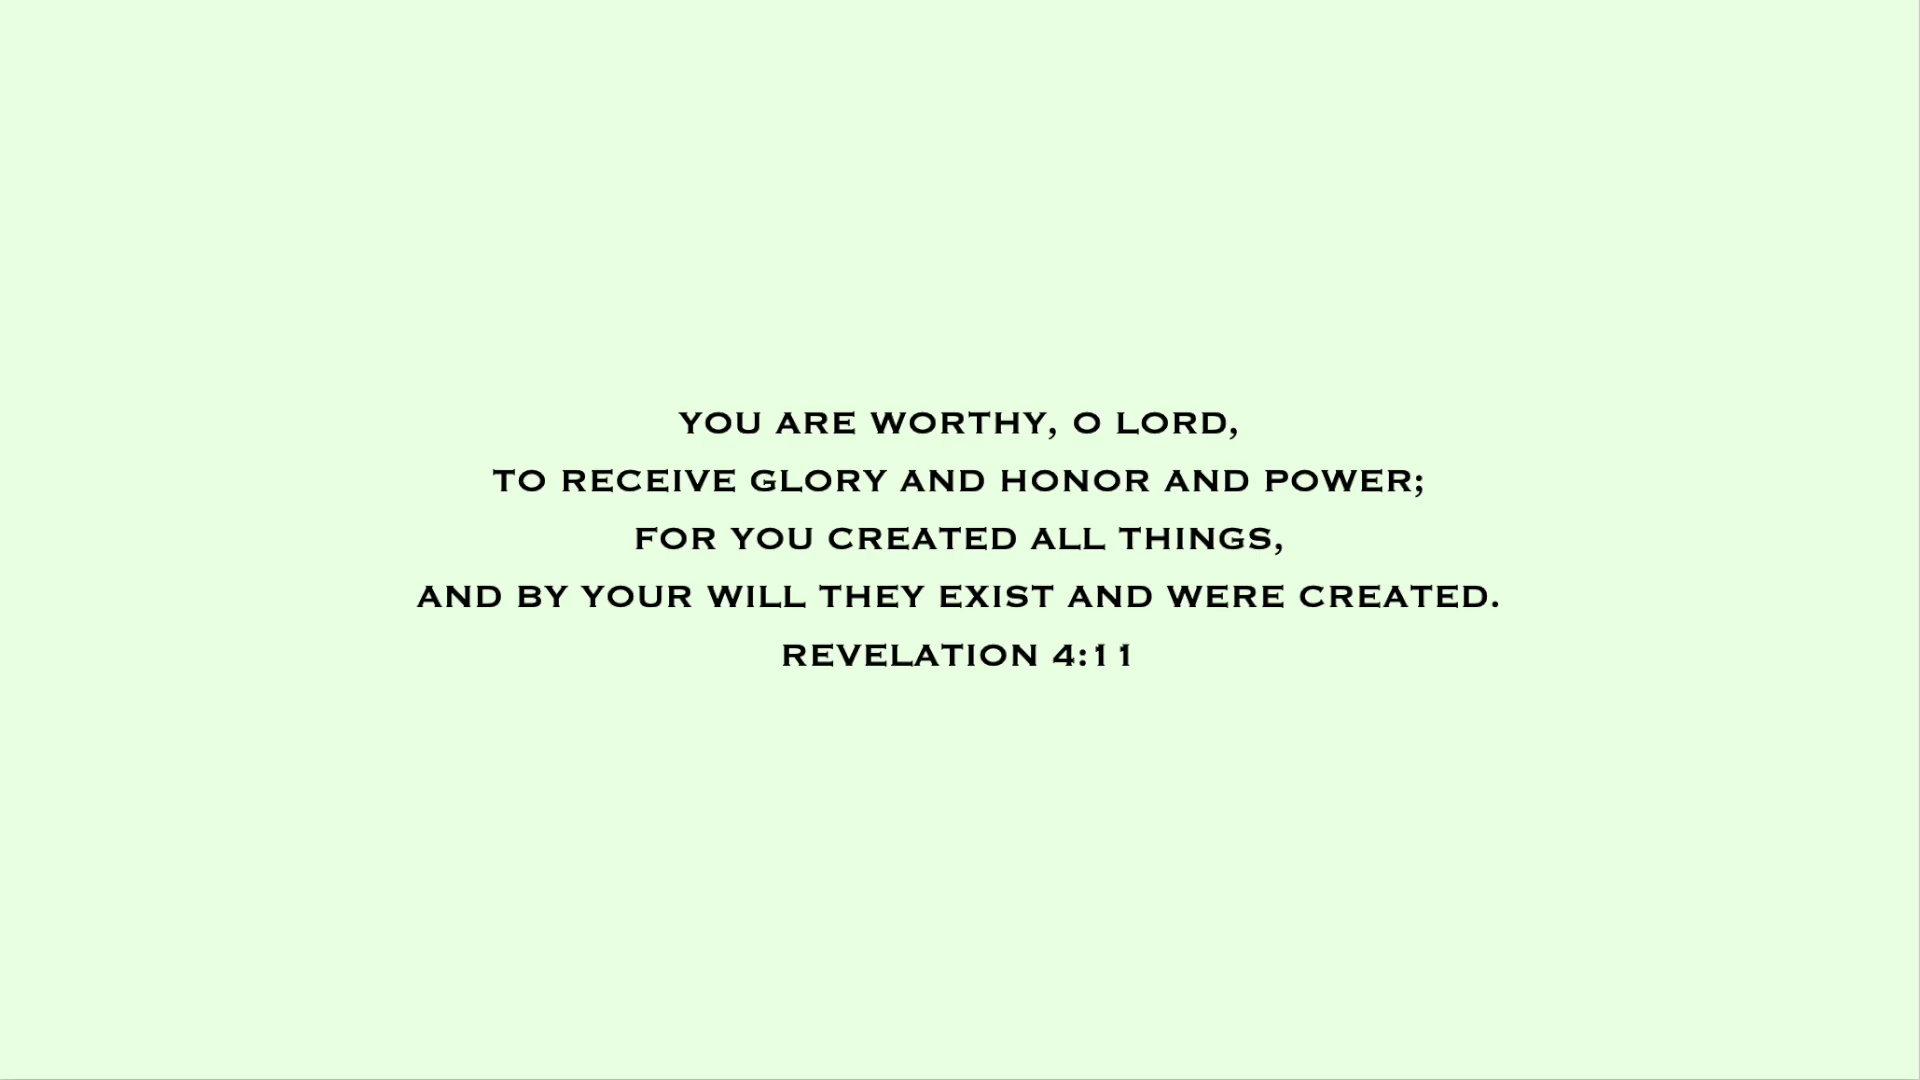 YOU ARE WORTHY, O LORD,
TO RECEIVE GLORY AND HONOR AND POWER;
FOR YOU CREATED ALL THINGS,
AND BY YOUR WILL THEY EXIST AND WERE CREATED.
REVELATION 4:11